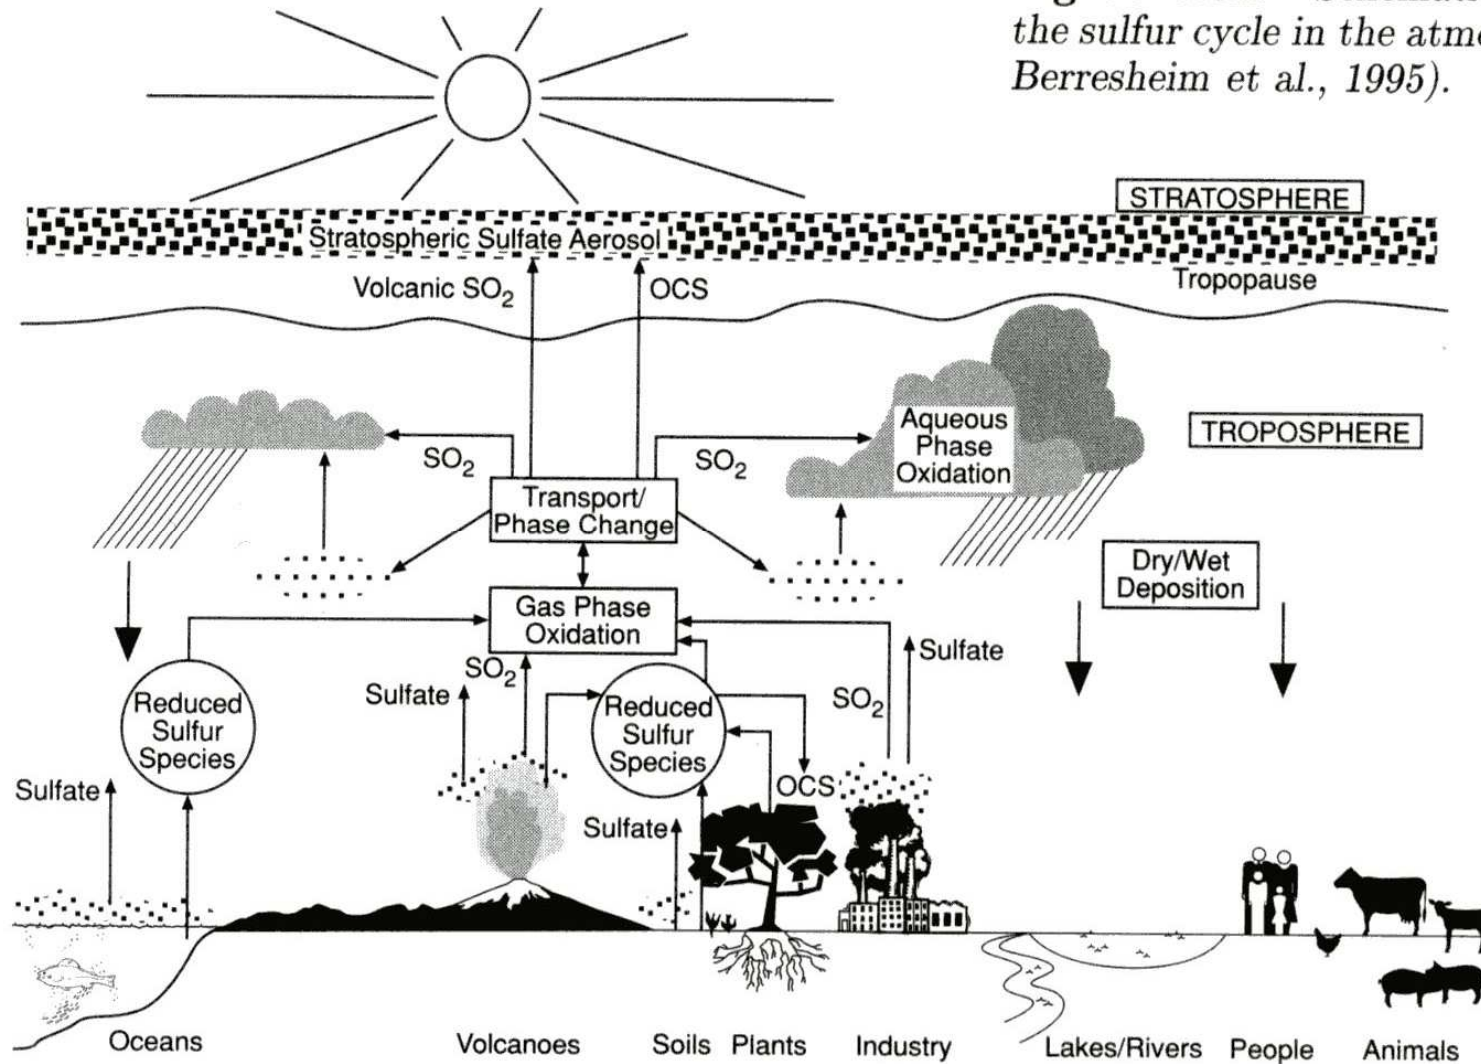 the sulfur cycle in the
Berresheim et al., 1995).
STRATOSPHERE
Stratospheric Sulfate Aerosol
Tropopause
Volcanic SO₂
OCS
Aqueous
Phase
Oxidation
TROPOSPHERE
SO₂
SO₂
Transport/
Phase Change
Dry/Wet
Deposition
Gas Phase
Oxidation
SO₂
Sulfate
Sulfate
SO₂
Reduced
Sulfur
Species
Reduced
Sulfur
Species
OCS
Sulfate
Sulfate
Oceans
Volcanoes
Soils
Plants
Industry
Lakes/Rivers
People
Animals